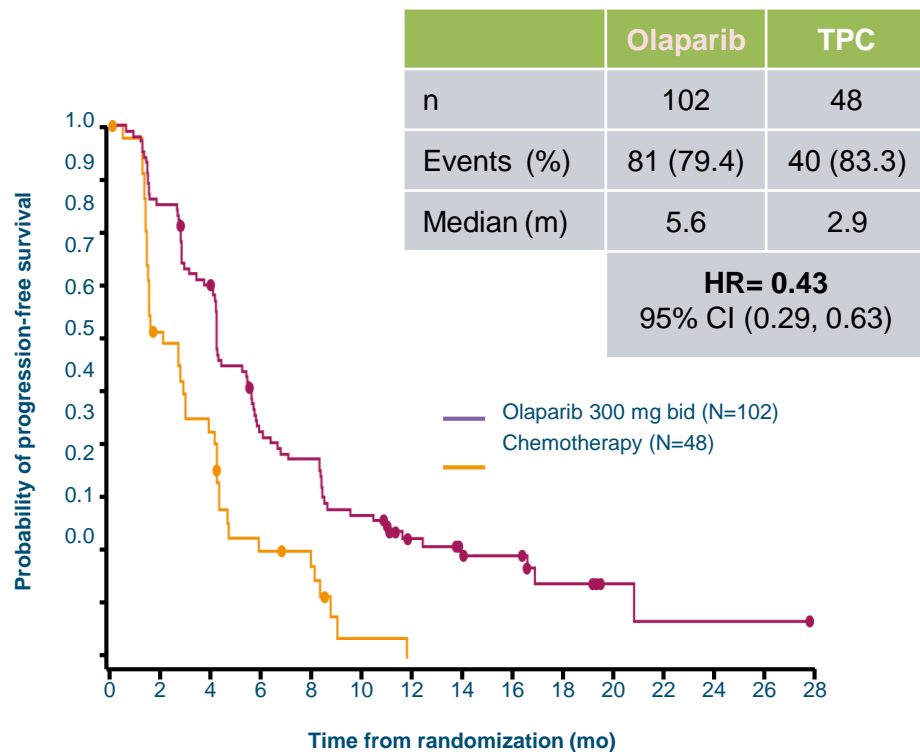 Olaparib TPC
n 102 48
Events (%) 81 (79.4) 40 (83.3)
Median (m) 5.6 2.9
HR= 0.43
95% CI (0.29, 0.63)
Probability of progression-free survival
1.0
0.9
0.8
0.7
0.6
0.5
0.4
0.3
0.2
0.1
0.0
Olaparib 300 mg bid (N=102)
Chemotherapy (N=48)
0 2 4 6 8 10 12 14 16 18 20 22 24 26 28
Time from randomization (mo)